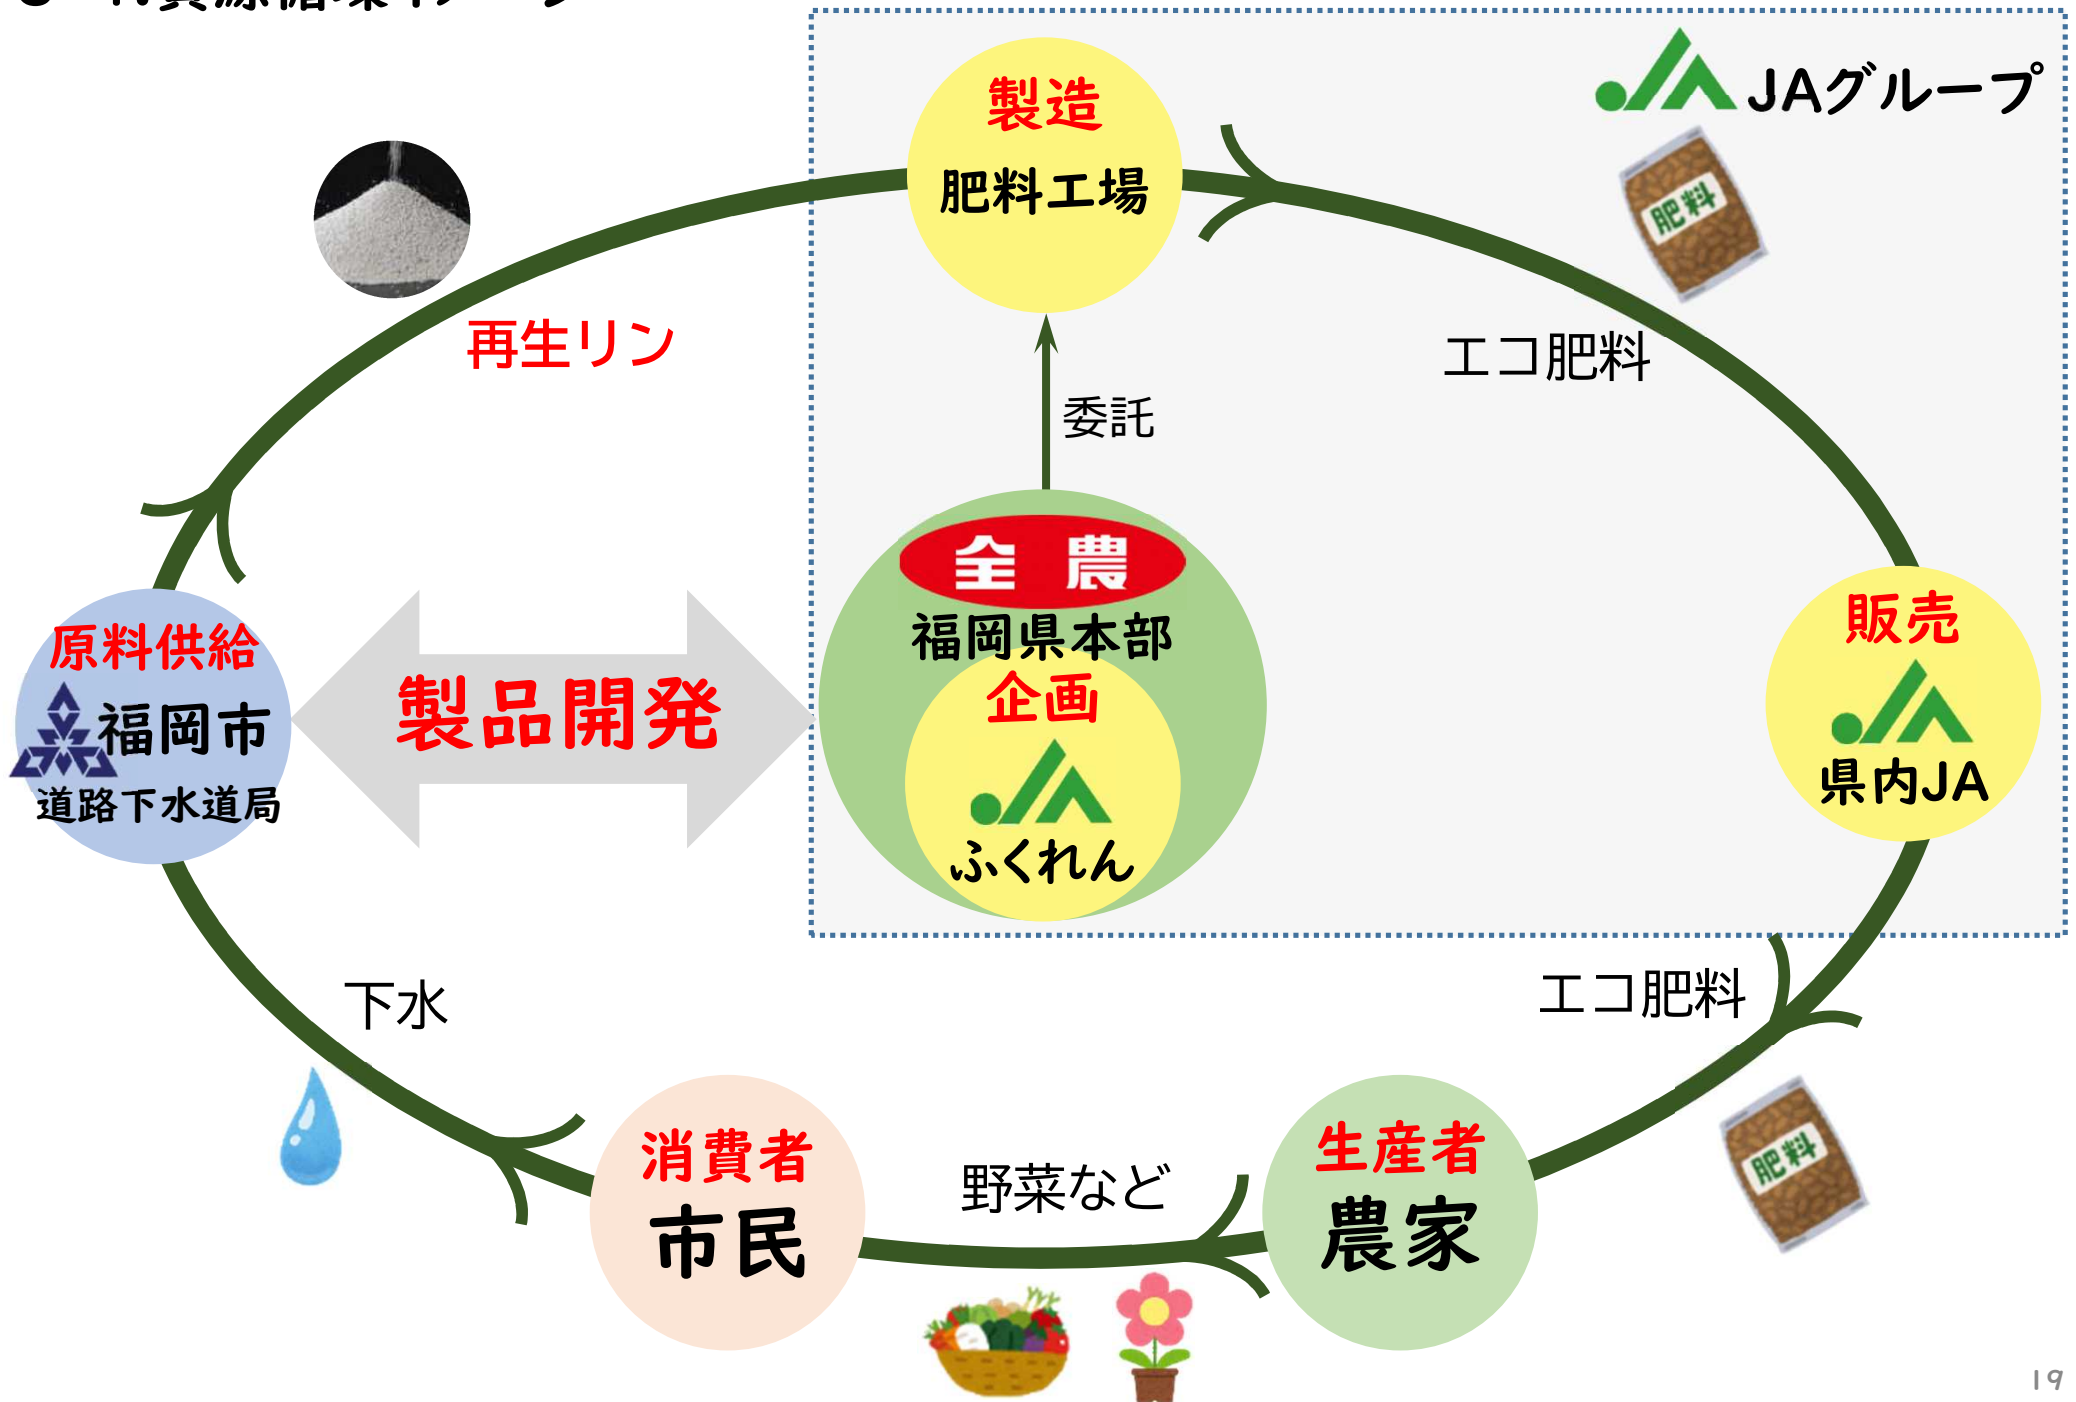 製造
肥料工場
JAグループ
肥料
再生リン
エコ肥料
委託
全農
福岡県本部
企画
ふくれん
原料供給
福岡市
道路下水道局
製品開発
販売
県内JA
下水
エコ肥料
肥料
消費者
市民
野菜など
生産者
農家
19